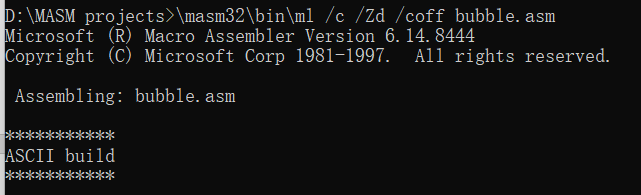 D:\MASM projects>\masm32\bin\ml /c /Zd /coff bubble.asm
Microsoft (R) Macro Assembler Version 6.14.8444
Copyright (C) Microsoft Corp 1981-1997.  All rights reserved.
 Assembling: bubble.asm
***********
ASCII build
***********